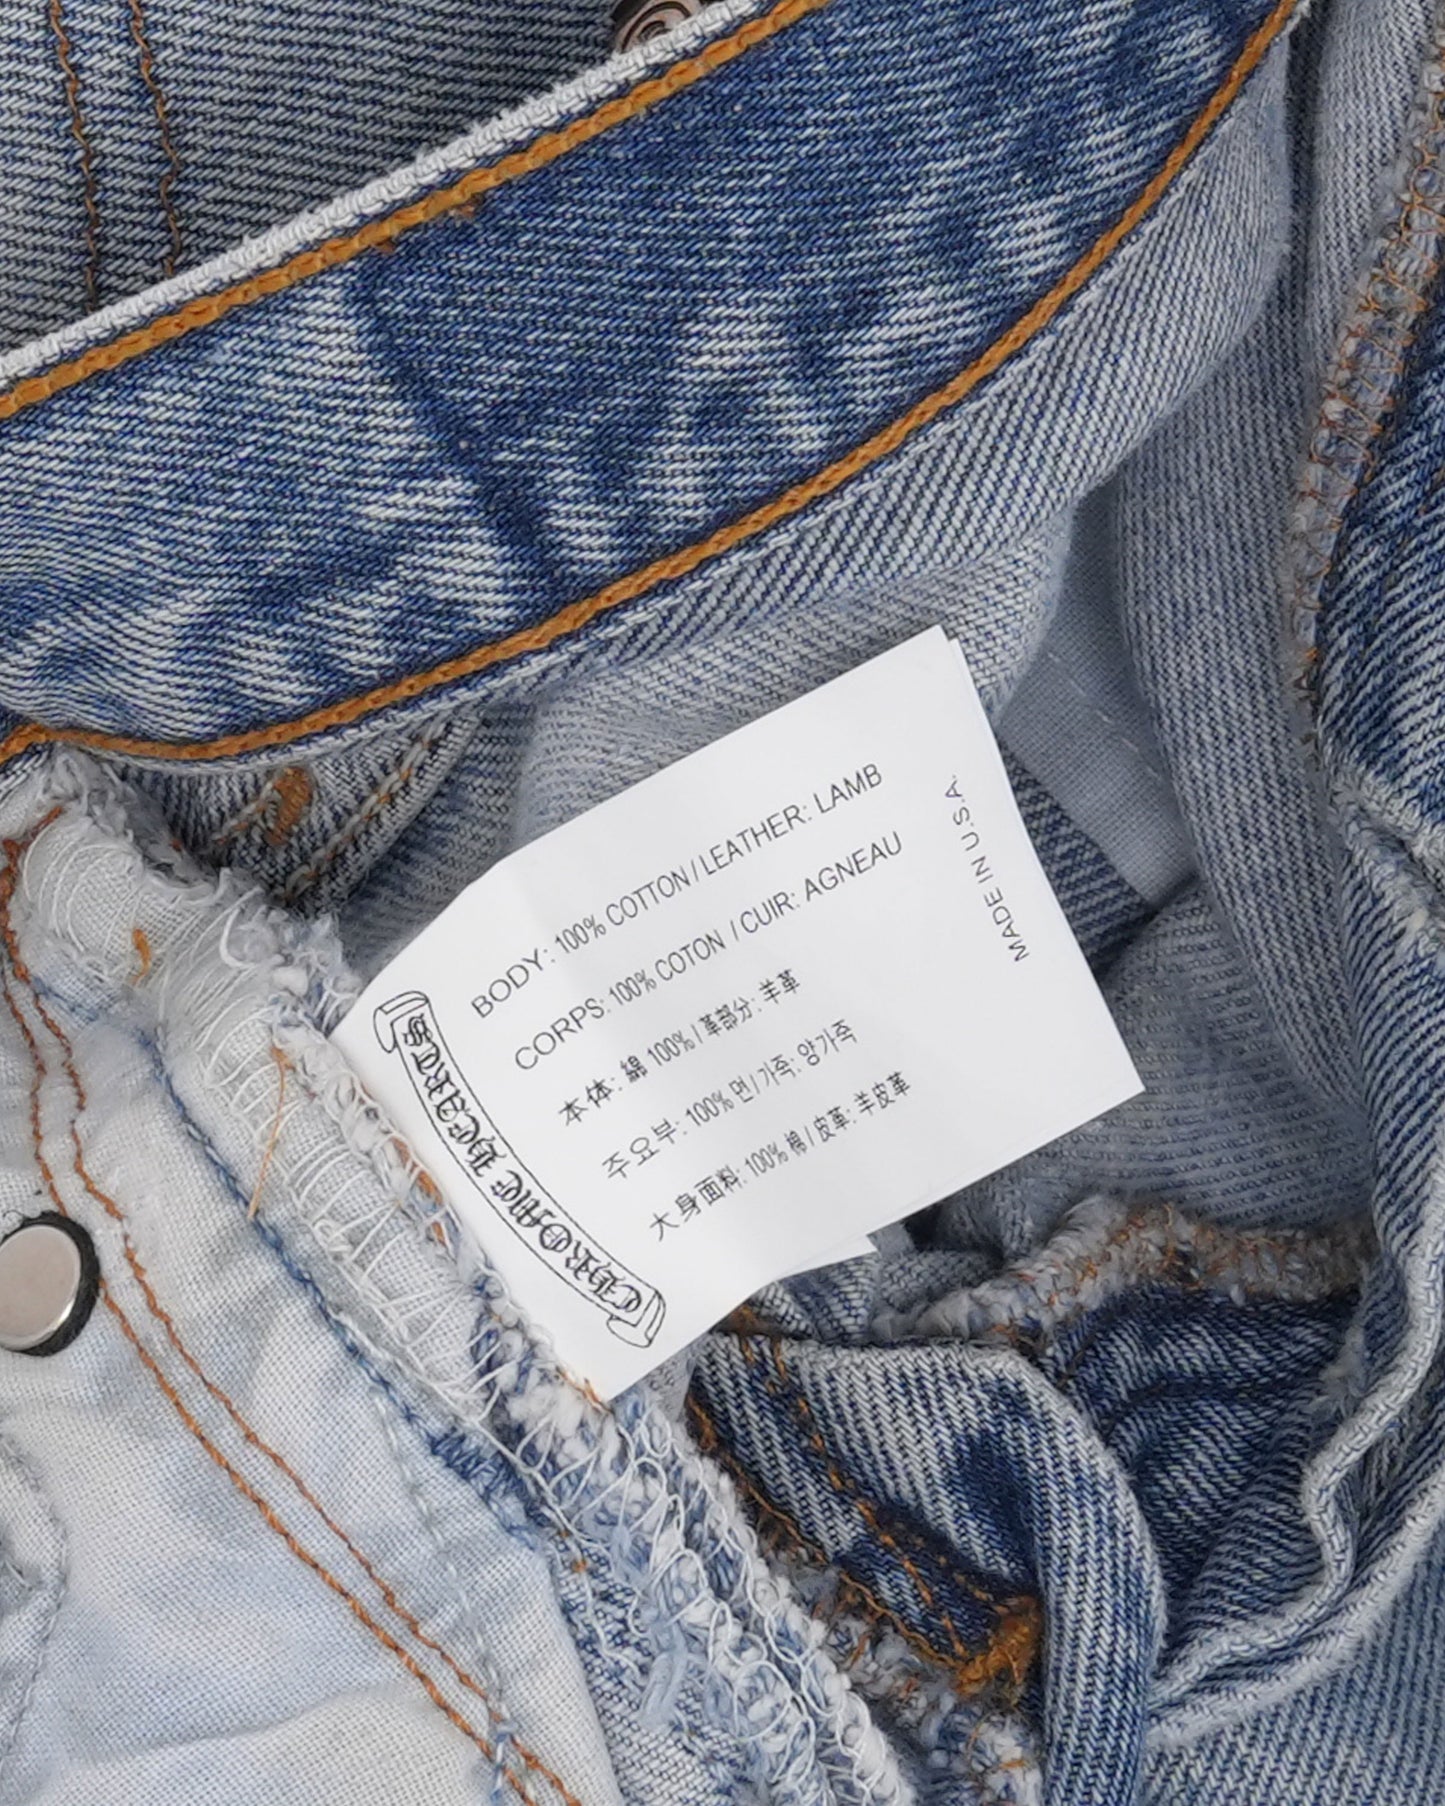 CHROME HEARTS
BODY: 100% COTTON / LEATHER: LAMB
CORPS: 100% COTON / CUIR: AGNEAU
本体: 綿 100% / 革部分: 羊革
주요부: 100% 면 / 가죽: 양가죽
大身面料: 100% 棉 / 皮革: 羊皮革
MADE IN U.S.A.